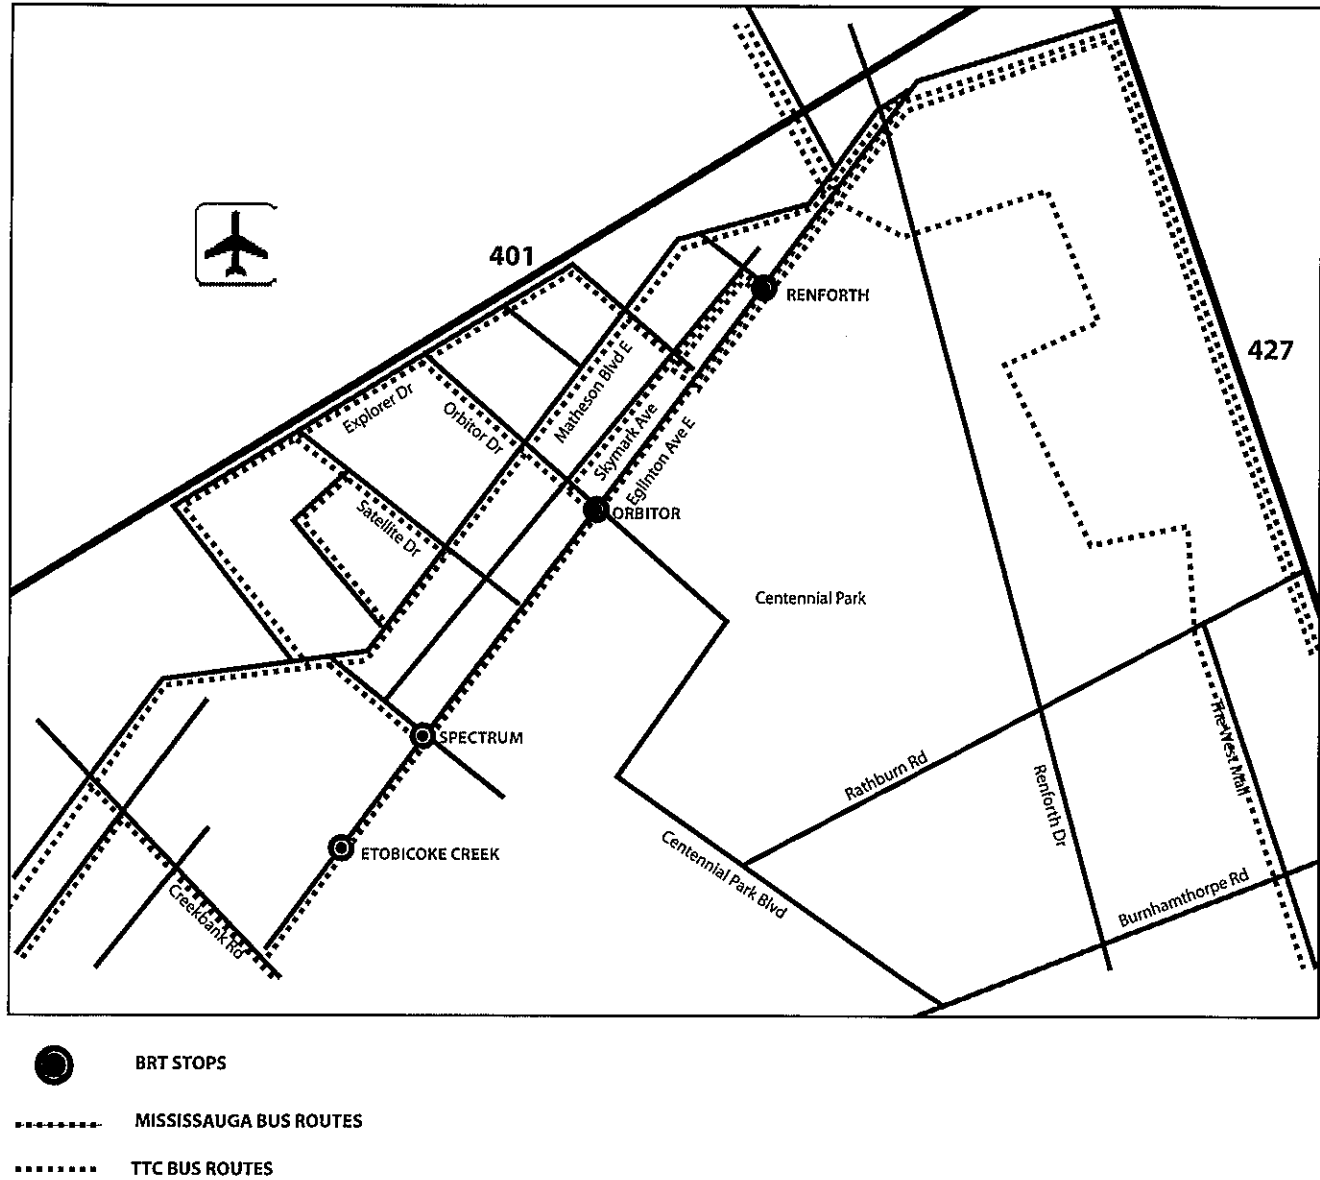 401
RENFORTH
427
Matheson Blvd E
Explorer Dr
Orbitor Dr
Skymark Ave
Eglinton Ave E
ORBITOR
Satellite Dr
Centennial Park
SPECTRUM
The West Mall
Rathburn Rd
Renforth Dr
ETOBICOKE CREEK
Centennial Park Blvd
Burnhamthorpe Rd
Creekbank Rd
BRT STOPS
MISSISSAUGA BUS ROUTES
TTC BUS ROUTES